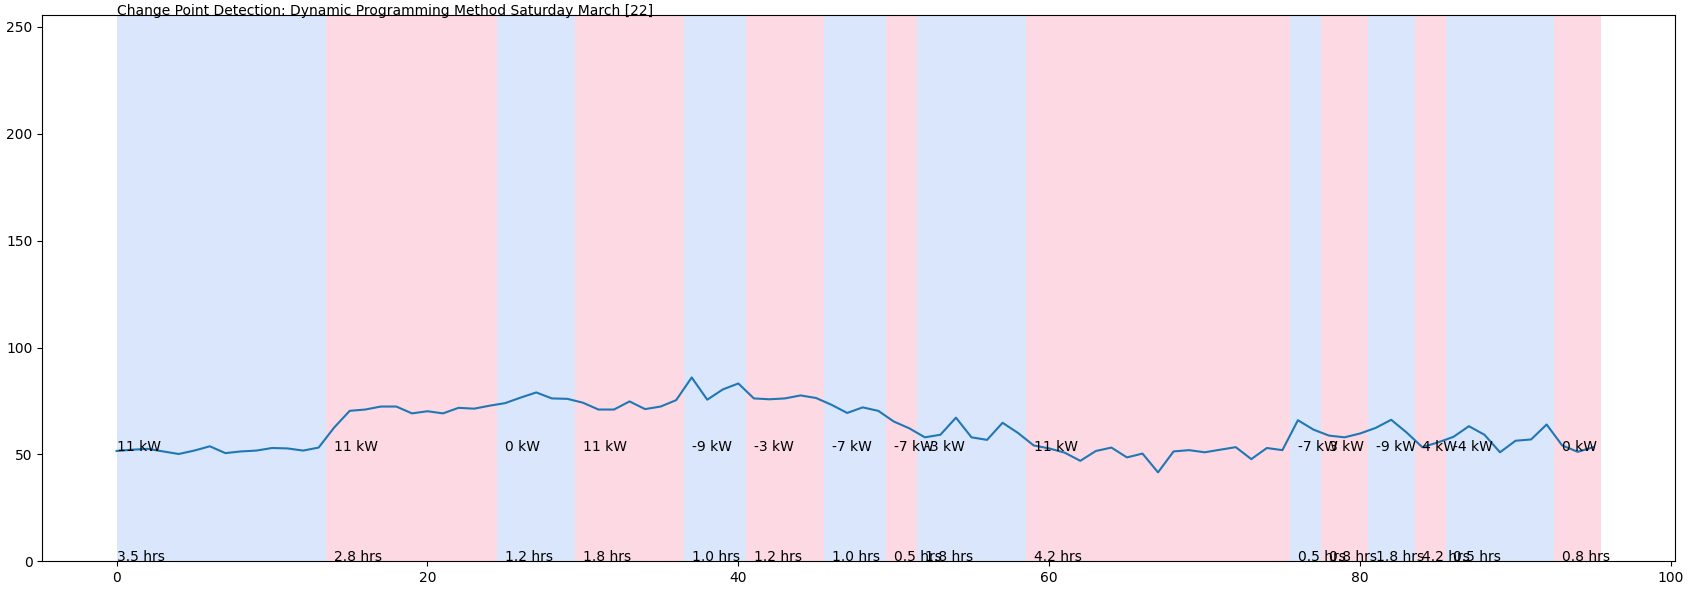 Change Point Detection: Dynamic Programming Method Saturday March [22]
250
200
150
100
50
0
11 kW 11 kW 0 kW 11 kW -9 kW -3 kW -7 kW -7 kW -3 kW 11 kW -7 kW 3 kW -9 kW 4 kW -4 kW 0 kW
3.5 hrs 2.8 hrs 1.2 hrs 1.8 hrs 1.0 hrs 1.2 hrs 1.0 hrs 0.5 hrs 1.8 hrs 4.2 hrs 0.5 hrs 0.8 hrs 1.8 hrs 4.2 hrs 0.5 hrs 0.8 hrs
0 20 40 60 80 100